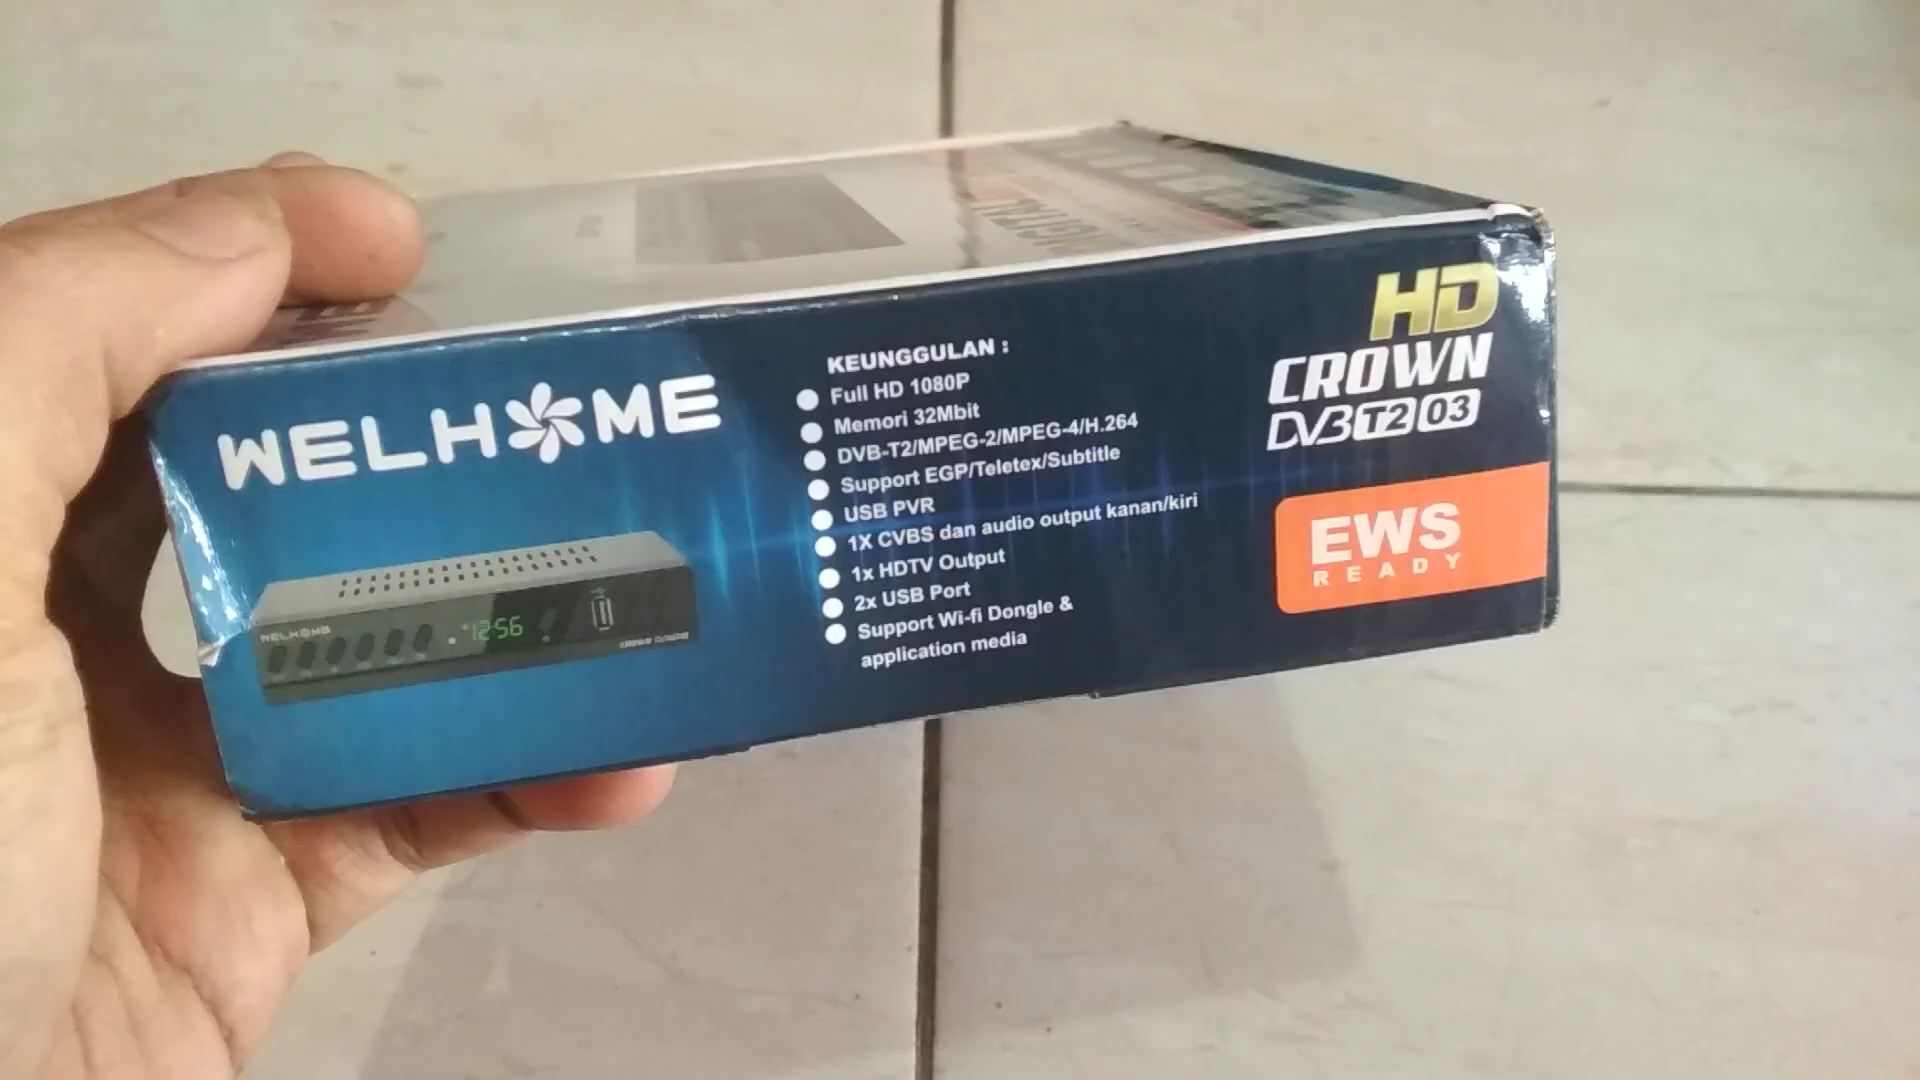 DIGITAL
WELHOME
KEUNGGULAN :
Full HD 1080P
Memori 32Mbit
DVB-T2/MPEG-2/MPEG-4/H.264
Support EGP/Teletex/Subtitle
USB PVR
1X CVBS dan audio output kanan/kiri
1x HDTV Output
2x USB Port
Support Wi-fi Dongle &
application media
HD
CROWN
DVB T2 03
EWS
READY
WELHOME
12:56